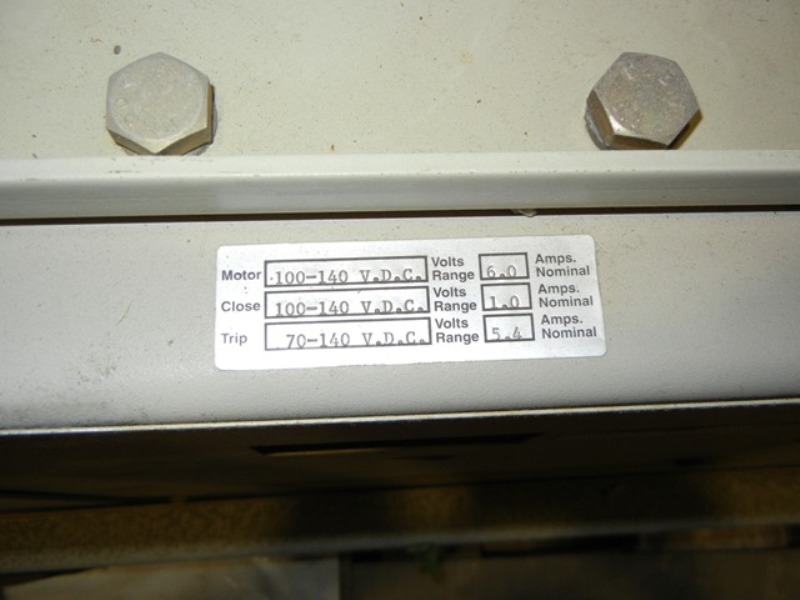 Motor 100-140 V.D.C. Volts Range 6.0 Amps. Nominal
Close 100-140 V.D.C. Volts Range 1.0 Amps. Nominal
Trip 70-140 V.D.C. Volts Range 5.4 Amps. Nominal